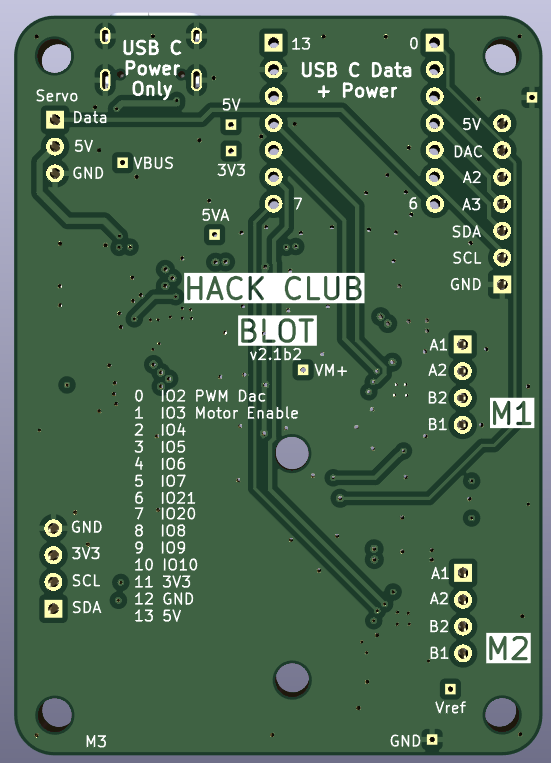 USB C
Power
Only
13
0
USB C Data
+ Power
Servo
Data
5V
GND
VBUS
5V
3V3
5VA
7
6
5V
DAC
A2
A3
SDA
SCL
GND
HACK CLUB
BLOT
v2.1b2
VM+
A1
A2
B2
B1
M1
0 IO2 PWM Dac
1 IO3 Motor Enable
2 IO4
3 IO5
4 IO6
5 IO7
6 IO21
7 IO20
8 IO8
9 IO9
10 IO10
11 3V3
12 GND
13 5V
GND
3V3
SCL
SDA
A1
A2
B2
B1
M2
Vref
M3
GND